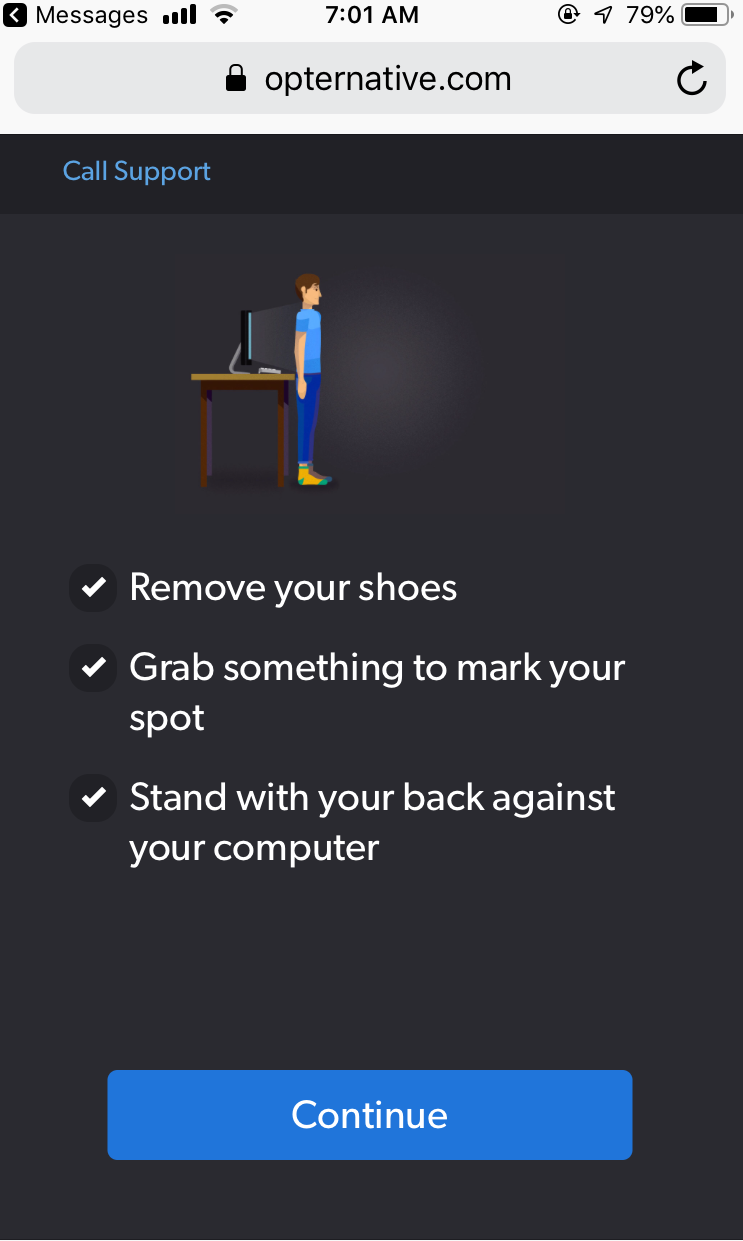 Messages 7:01 AM 79%
opternative.com
Call Support
Remove your shoes
Grab something to mark your
spot
Stand with your back against
your computer
Continue